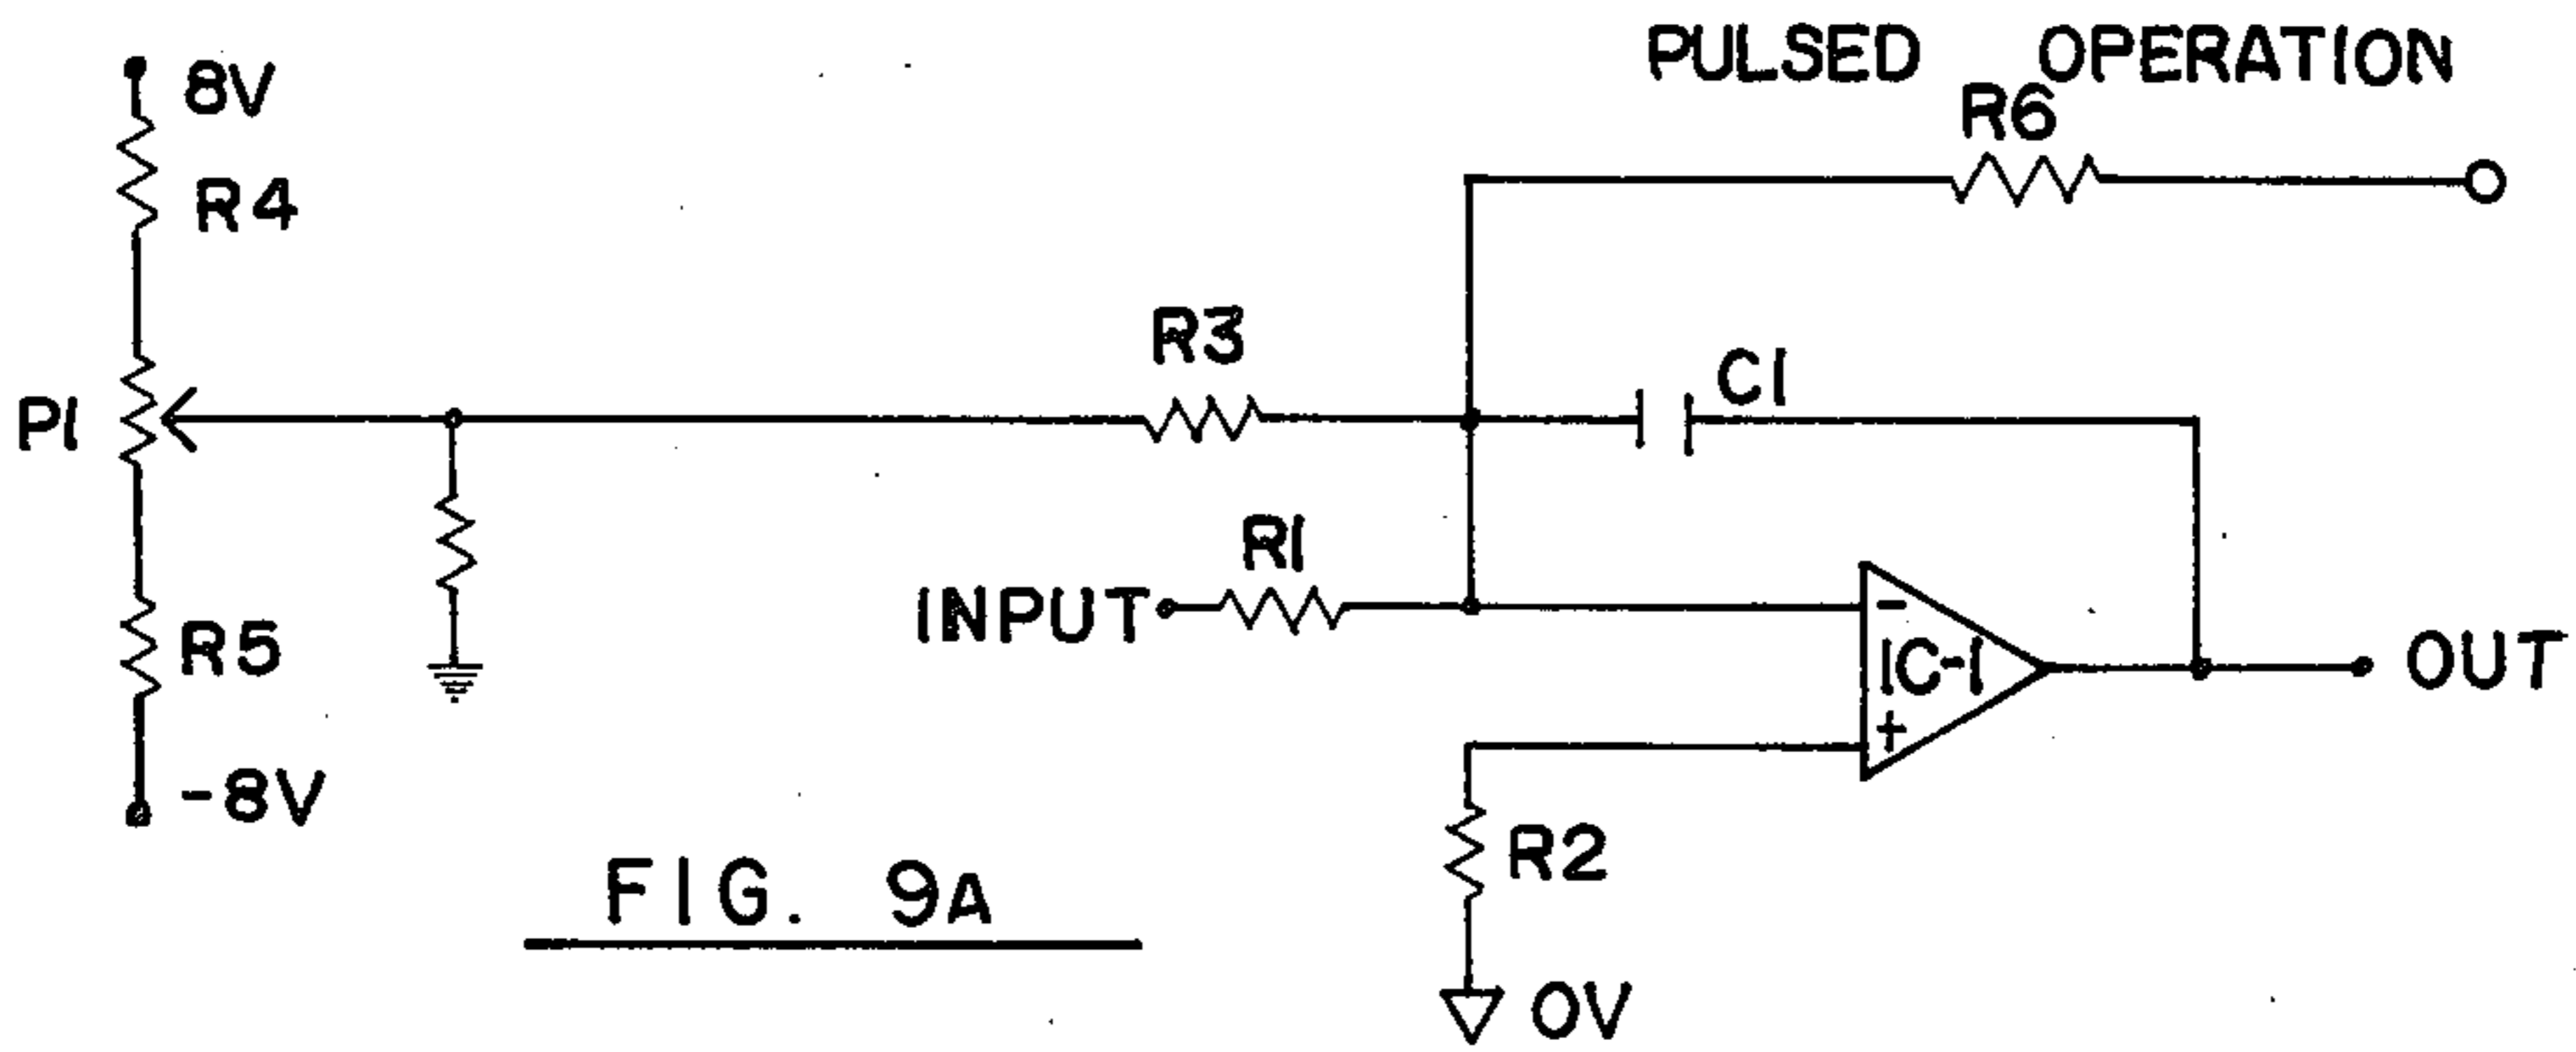 PULSED OPERATION
8V
R6
R4
R3
C1
P1
R1
INPUT
-
IC-1
+
OUT
R5
-8V
R2
FIG. 9A
0V